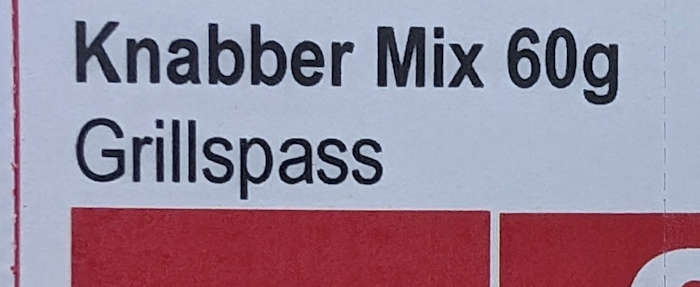 Knabber Mix 60g
Grillspass